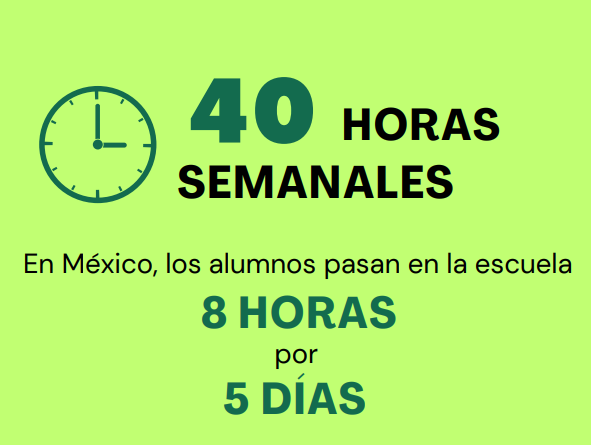 40 HORAS
SEMANALES
En México, los alumnos pasan en la escuela
8 HORAS
por
5 DÍAS